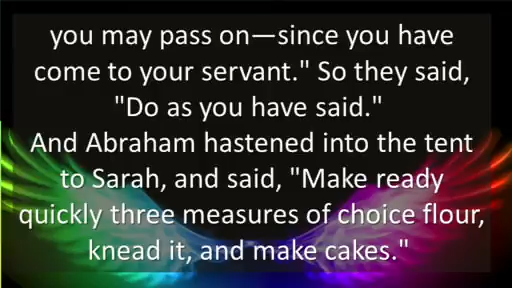 you may pass on—since you have
come to your servant." So they said,
"Do as you have said."
And Abraham hastened into the tent
to Sarah, and said, "Make ready
quickly three measures of choice flour,
knead it, and make cakes."